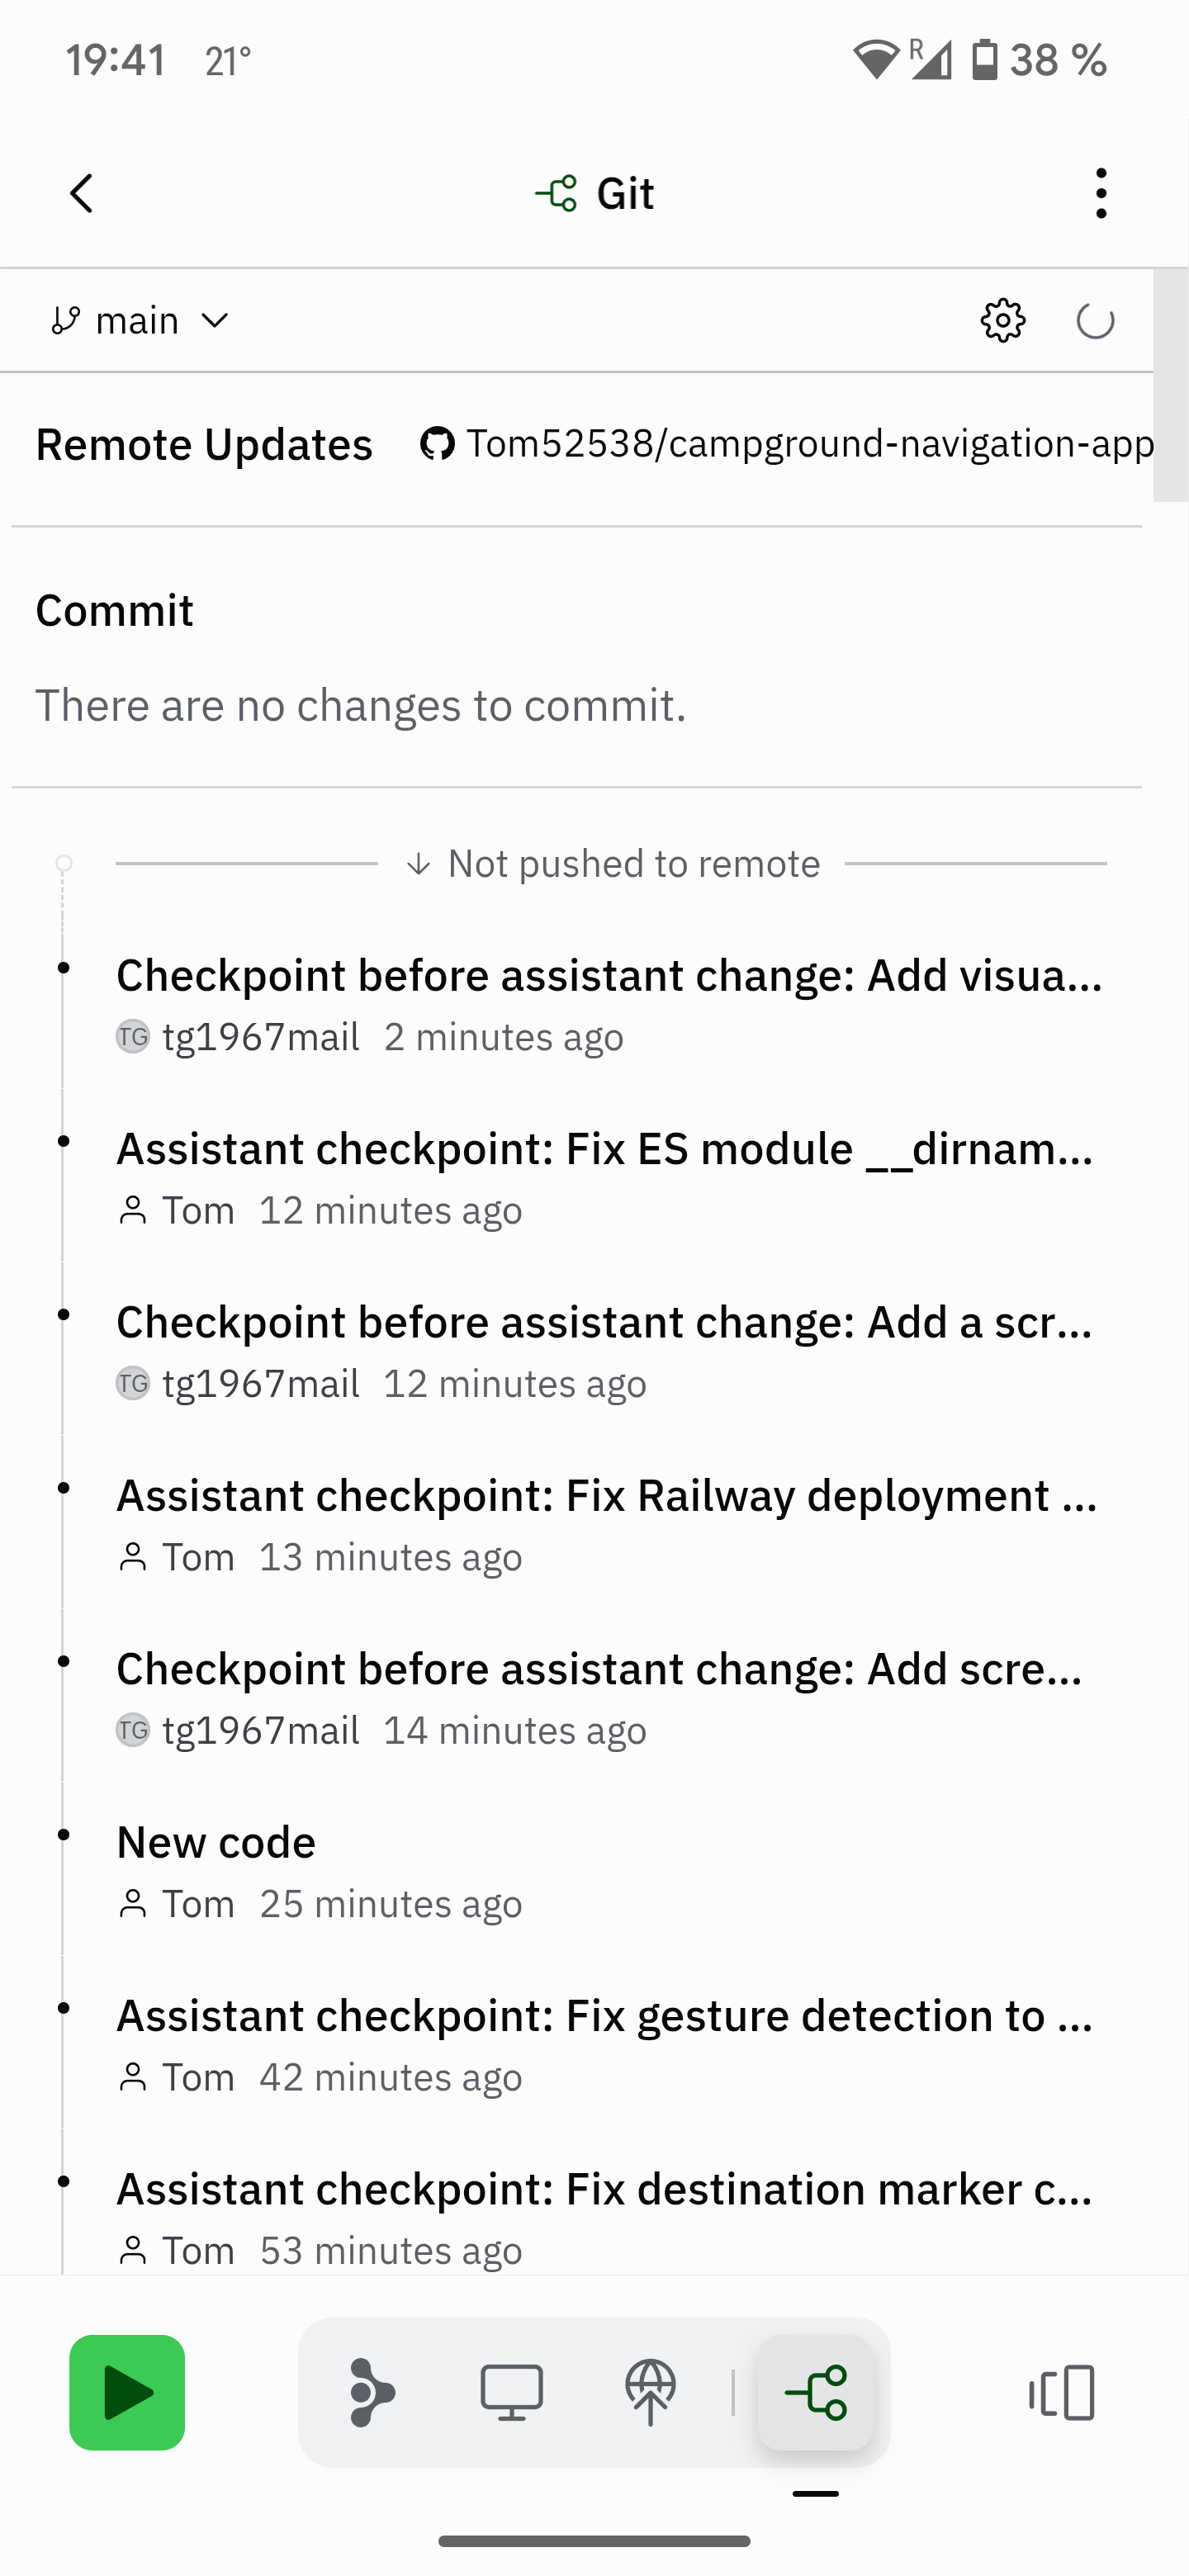 19:41 21° R 38 %
Git
main
Remote Updates Tom52538/campground-navigation-app
Commit
There are no changes to commit.
↓ Not pushed to remote
Checkpoint before assistant change: Add visua...
TG tg1967mail 2 minutes ago
Assistant checkpoint: Fix ES module __dirnam...
Tom 12 minutes ago
Checkpoint before assistant change: Add a scr...
TG tg1967mail 12 minutes ago
Assistant checkpoint: Fix Railway deployment ...
Tom 13 minutes ago
Checkpoint before assistant change: Add scre...
TG tg1967mail 14 minutes ago
New code
Tom 25 minutes ago
Assistant checkpoint: Fix gesture detection to ...
Tom 42 minutes ago
Assistant checkpoint: Fix destination marker c...
Tom 53 minutes ago